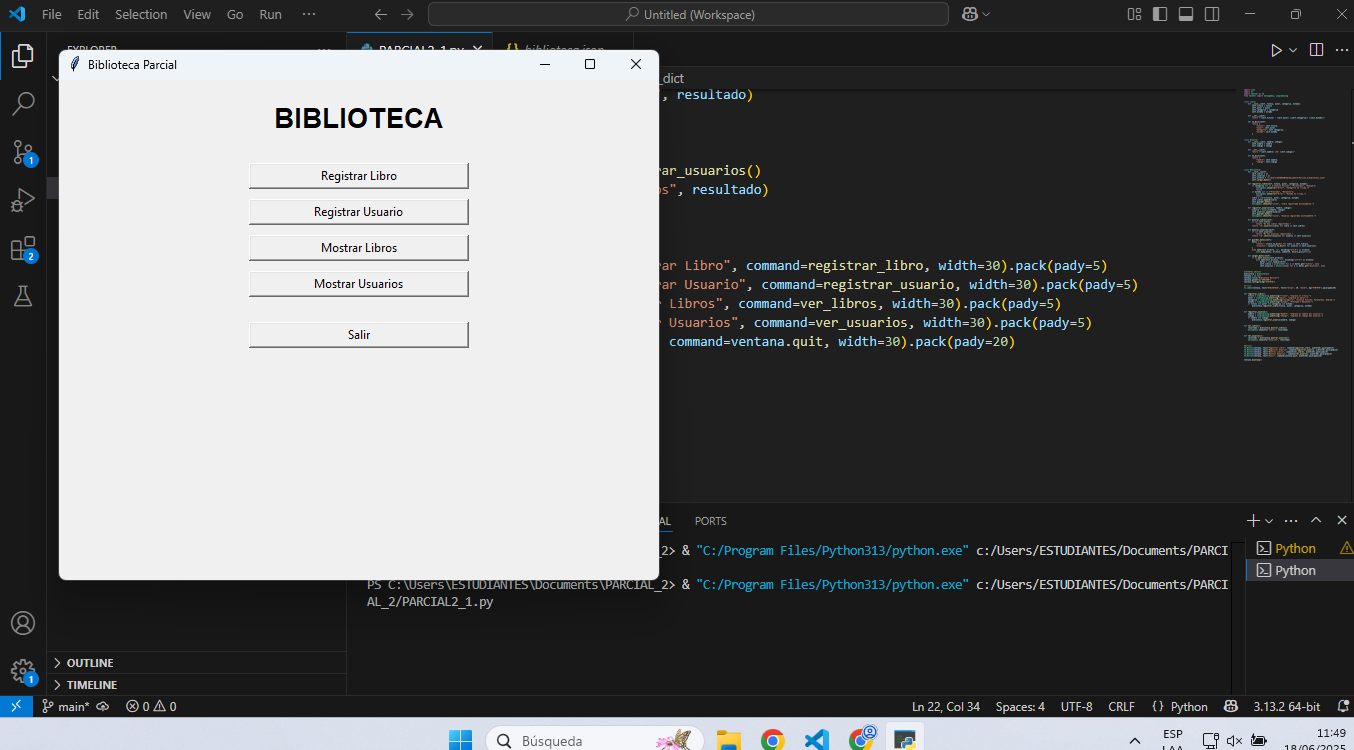 File Edit Selection View Go Run ··· Untitled (Workspace)
EXPLORER PARCIAL2_1.py biblioteca.json
Biblioteca Parcial
_dict
BIBLIOTECA
Registrar Libro
Registrar Usuario
Mostrar Libros
Mostrar Usuarios
Salir
, resultado)
rar_usuarios()
os", resultado)
rar Libro", command=registrar_libro, width=30).pack(pady=5)
rar Usuario", command=registrar_usuario, width=30).pack(pady=5)
r Libros", command=ver_libros, width=30).pack(pady=5)
r Usuarios", command=ver_usuarios, width=30).pack(pady=5)
command=ventana.quit, width=30).pack(pady=20)
AL PORTS
_2> & "C:/Program Files/Python313/python.exe" c:/Users/ESTUDIANTES/Documents/PARCI
PS C:\Users\ESTUDIANTES\Documents\PARCIAL_2> & "C:/Program Files/Python313/python.exe" c:/Users/ESTUDIANTES/Documents/PARCI
AL_2/PARCIAL2_1.py
Python
Python
1
2
1
OUTLINE
TIMELINE
main* 0 0 Ln 22, Col 34 Spaces: 4 UTF-8 CRLF { } Python 3.13.2 64-bit
Búsqueda
ESP
LAA
11:49
18/06/2025